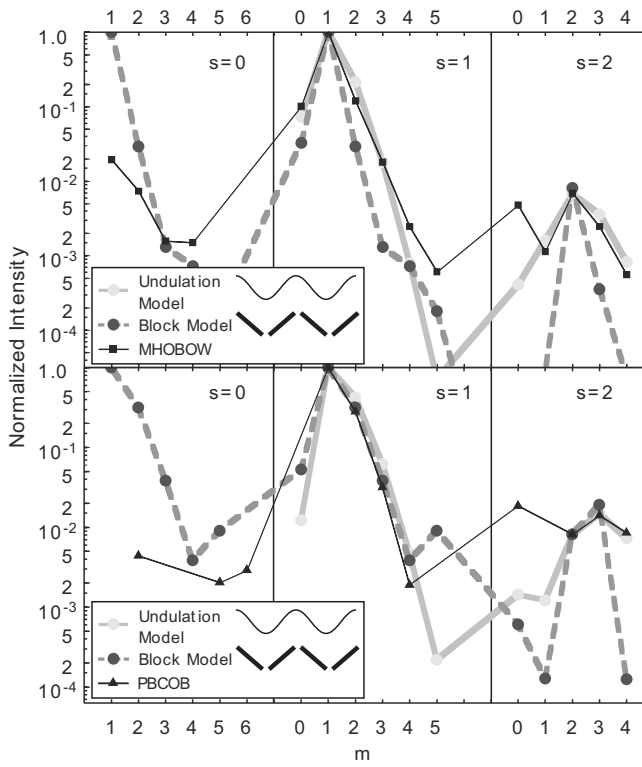 1 2 3 4 5 6 0 1 2 3 4 5 0 1 2 3 4
1.0
5
2
10⁻¹
5
2
10⁻²
5
2
10⁻³
5
2
10⁻⁴
s=0
s=1
s=2
Undulation
Model
Block Model
MHOBOW
Normalized Intensity
1.0
5
2
10⁻¹
5
2
10⁻²
5
2
10⁻³
5
2
10⁻⁴
s=0
s=1
s=2
Undulation
Model
Block Model
PBCOB
1 2 3 4 5 6 0 1 2 3 4 5 0 1 2 3 4
m